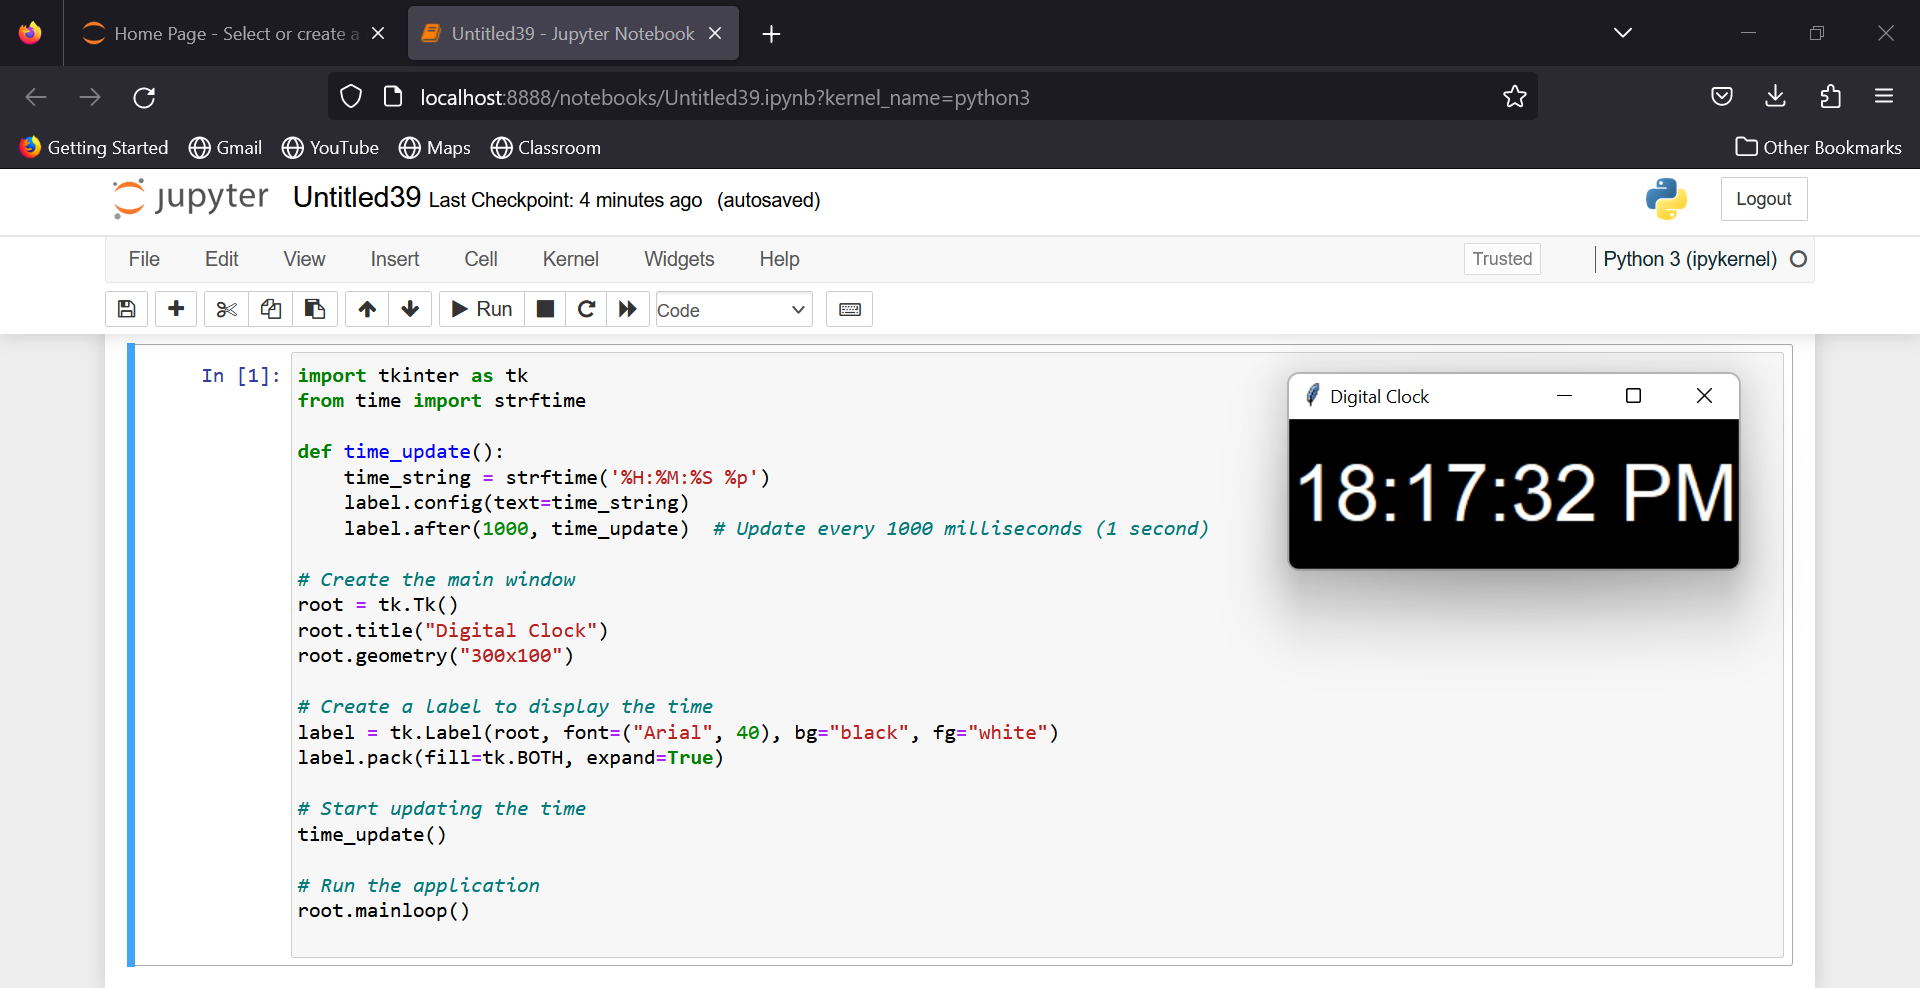 Home Page - Select or create a
Untitled39 - Jupyter Notebook
localhost:8888/notebooks/Untitled39.ipynb?kernel_name=python3
Getting Started Gmail YouTube Maps Classroom Other Bookmarks
jupyter Untitled39 Last Checkpoint: 4 minutes ago (autosaved) Logout
File Edit View Insert Cell Kernel Widgets Help Trusted Python 3 (ipykernel)
Run Code
In [1]:
import tkinter as tk
from time import strftime
def time_update():
    time_string = strftime('%H:%M:%S %p')
    label.config(text=time_string)
    label.after(1000, time_update)  # Update every 1000 milliseconds (1 second)
# Create the main window
root = tk.Tk()
root.title("Digital Clock")
root.geometry("300x100")
# Create a label to display the time
label = tk.Label(root, font=("Arial", 40), bg="black", fg="white")
label.pack(fill=tk.BOTH, expand=True)
# Start updating the time
time_update()
# Run the application
root.mainloop()
Digital Clock
18:17:32 PM